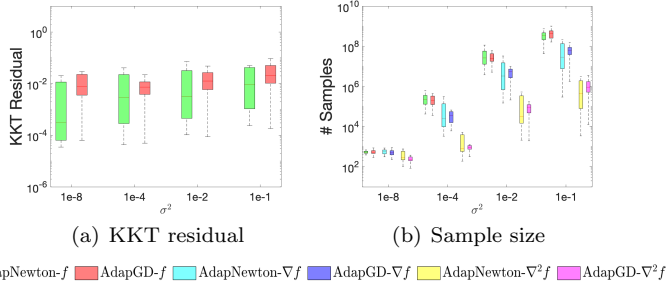 KKT Residual
10^0
10^-2
10^-4
10^-6
1e-8 1e-4 1e-2 1e-1
σ^2
(a) KKT residual
# Samples
10^10
10^8
10^6
10^4
10^2
1e-8 1e-4 1e-2 1e-1
σ^2
(b) Sample size
apNewton-f AdapGD-f AdapNewton-∇f AdapGD-∇f AdapNewton-∇^2f AdapGD-∇^2f